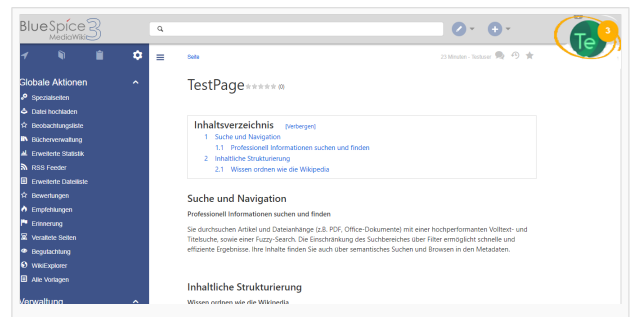 BlueSpice 3
MediaWiki
Te
3
Seite
23 Minuten - Testuser
Globale Aktionen
Spezialseiten
Datei hochladen
Beobachtungsliste
Bücherverwaltung
Erweiterte Statistik
RSS Feeder
Erweiterte Dateiliste
Bewertungen
Empfehlungen
Erinnerung
Veraltete Seiten
Begutachtung
WikiExplorer
Alle Vorlagen
Verwaltung
TestPage (0)
Inhaltsverzeichnis [Verbergen]
1 Suche und Navigation
1.1 Professionell Informationen suchen und finden
2 Inhaltliche Strukturierung
2.1 Wissen ordnen wie die Wikipedia
Suche und Navigation
Professionell Informationen suchen und finden
Sie durchsuchen Artikel und Dateianhänge (z.B. PDF, Office-Dokumente) mit einer hochperformanten Volltext- und
Titelsuche, sowie einer Fuzzy-Search. Die Einschränkung des Suchbereiches über Filter ermöglicht schnelle und
effiziente Ergebnisse. Ihre Inhalte finden Sie auch über semantisches Suchen und Browsen in den Metadaten.
Inhaltliche Strukturierung
Wissen ordnen wie die Wikipedia